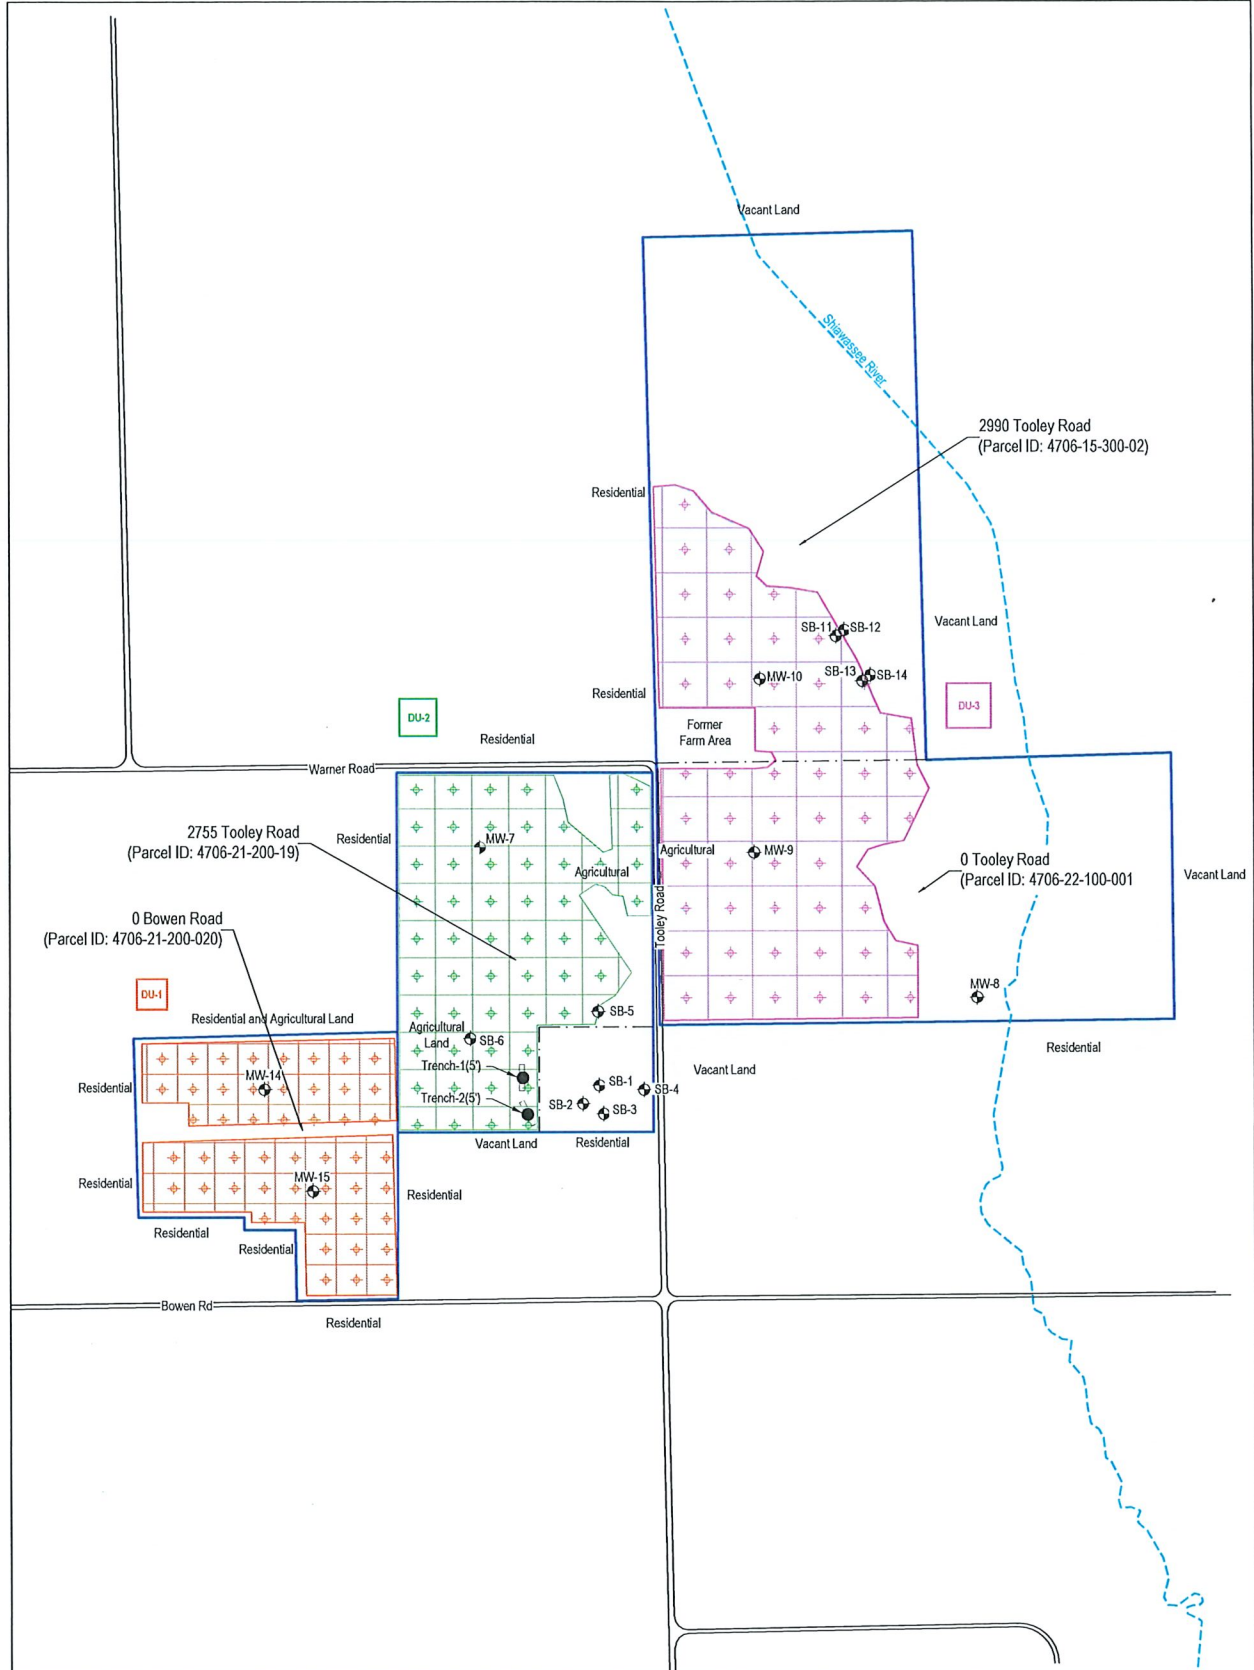 Vacant Land
Shiawassee River
2990 Tooley Road
(Parcel ID: 4706-15-300-02)
Residential
SB-11
SB-12
Vacant Land
SB-13
SB-14
MW-10
Residential
DU-3
DU-2
Former
Farm Area
Residential
Warner Road
2755 Tooley Road
(Parcel ID: 4706-21-200-19)
Residential
MW-7
Agricultural
MW-9
Agricultural
0 Tooley Road
(Parcel ID: 4706-22-100-001
Vacant Land
Tooley Road
0 Bowen Road
(Parcel ID: 4706-21-200-020)
DU-1
MW-8
SB-5
Residential and Agricultural Land
Agricultural
Land
SB-6
Residential
Vacant Land
Trench-1(5')
MW-14
Residential
SB-1
SB-4
SB-2
SB-3
Trench-2(5')
Vacant Land
Residential
MW-15
Residential
Residential
Residential
Residential
Bowen Rd
Residential